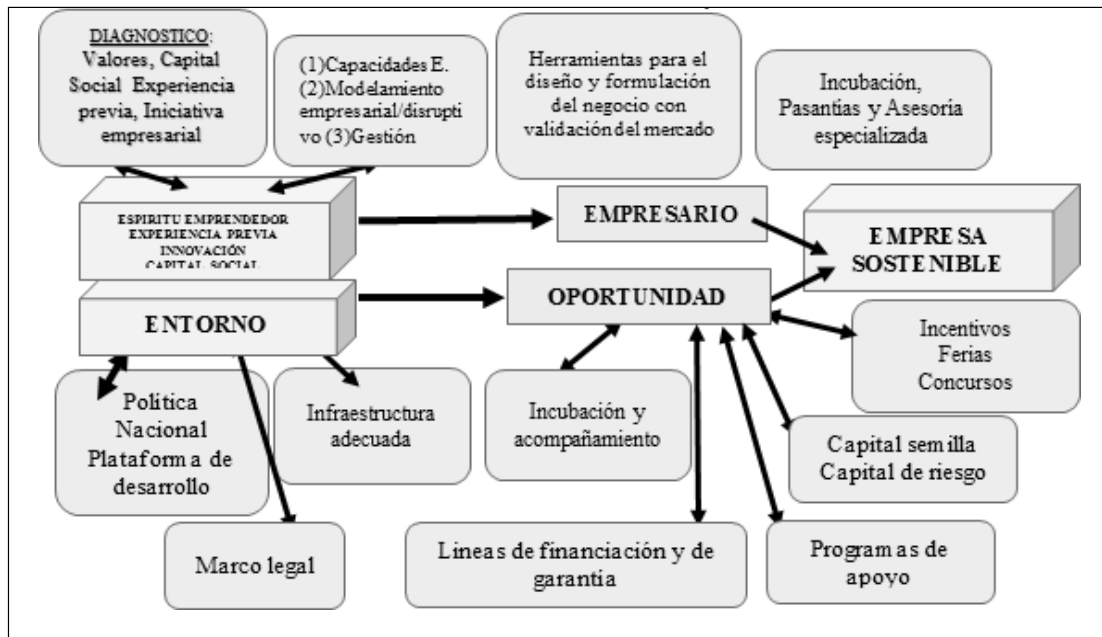 DIAGNOSTICO:
Valores, Capital
Social Experiencia
previa, Iniciativa
empresarial
(1)Capacidades E.
(2)Modelamiento
empresarial/disrupti
vo (3)Gestión
Herramientas para el
diseño y formulación
del negocio con
validación del mercado
Incubación,
Pasantías y Asesoría
especializada
ESPIRITU EMPRENDEDOR
EXPERIENCIA PREVIA
INNOVACIÓN
CAPITAL SOCIAL
EMPRESARIO
EMPRESA
SOSTENIBLE
ENTORNO
OPORTUNIDAD
Incentivos
Ferias
Concursos
Política
Nacional
Plataforma de
desarrollo
Infraestructura
adecuada
Incubación y
acompañamiento
Capital semilla
Capital de riesgo
Marco legal
Lineas de financiación y de
garantía
Programas de
apoyo